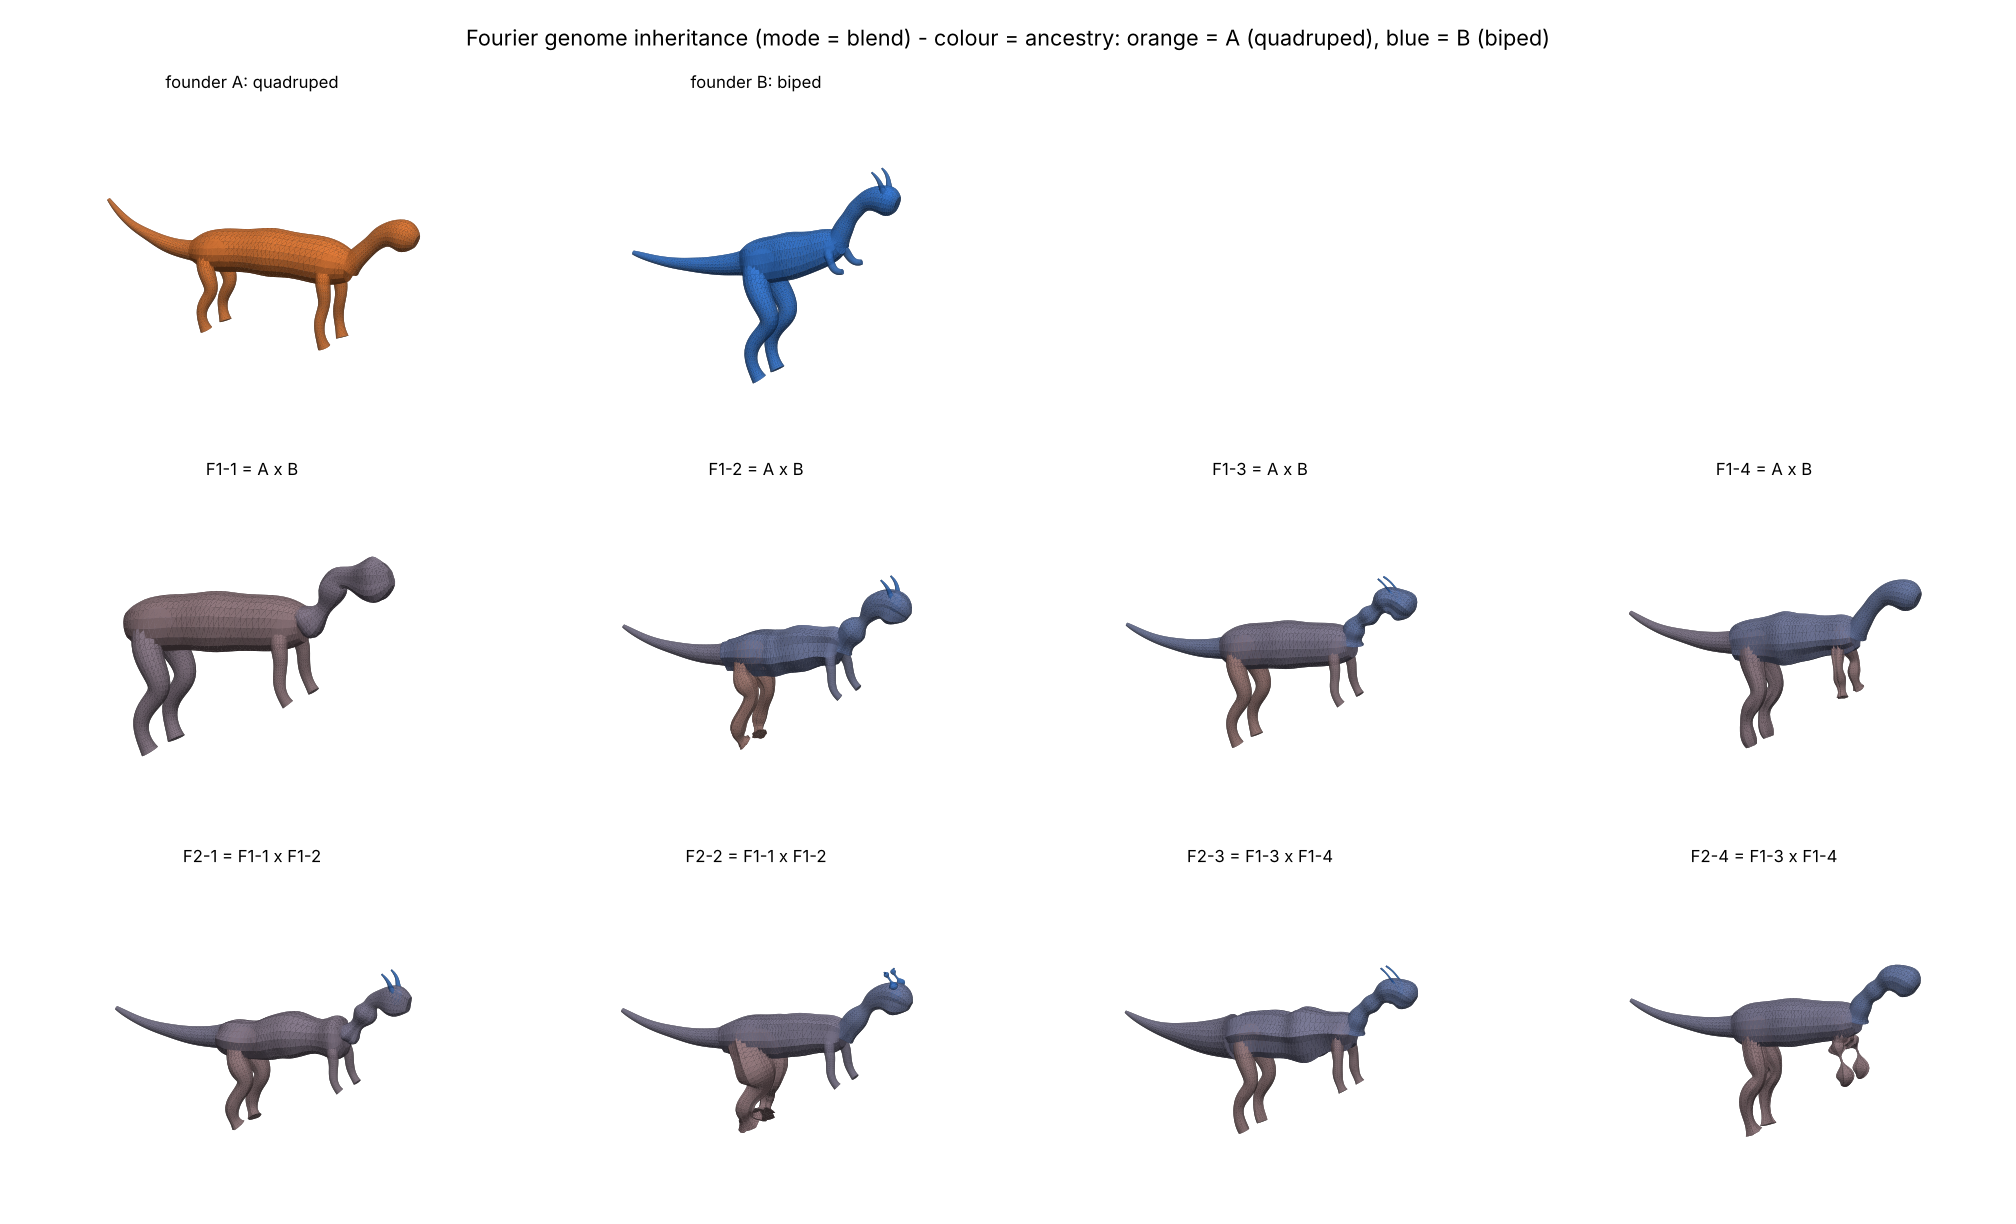 Fourier genome inheritance (mode = blend) - colour = ancestry: orange = A (quadruped), blue = B (biped)
founder A: quadruped
founder B: biped
F1-1 = A x B
F1-2 = A x B
F1-3 = A x B
F1-4 = A x B
F2-1 = F1-1 x F1-2
F2-2 = F1-1 x F1-2
F2-3 = F1-3 x F1-4
F2-4 = F1-3 x F1-4